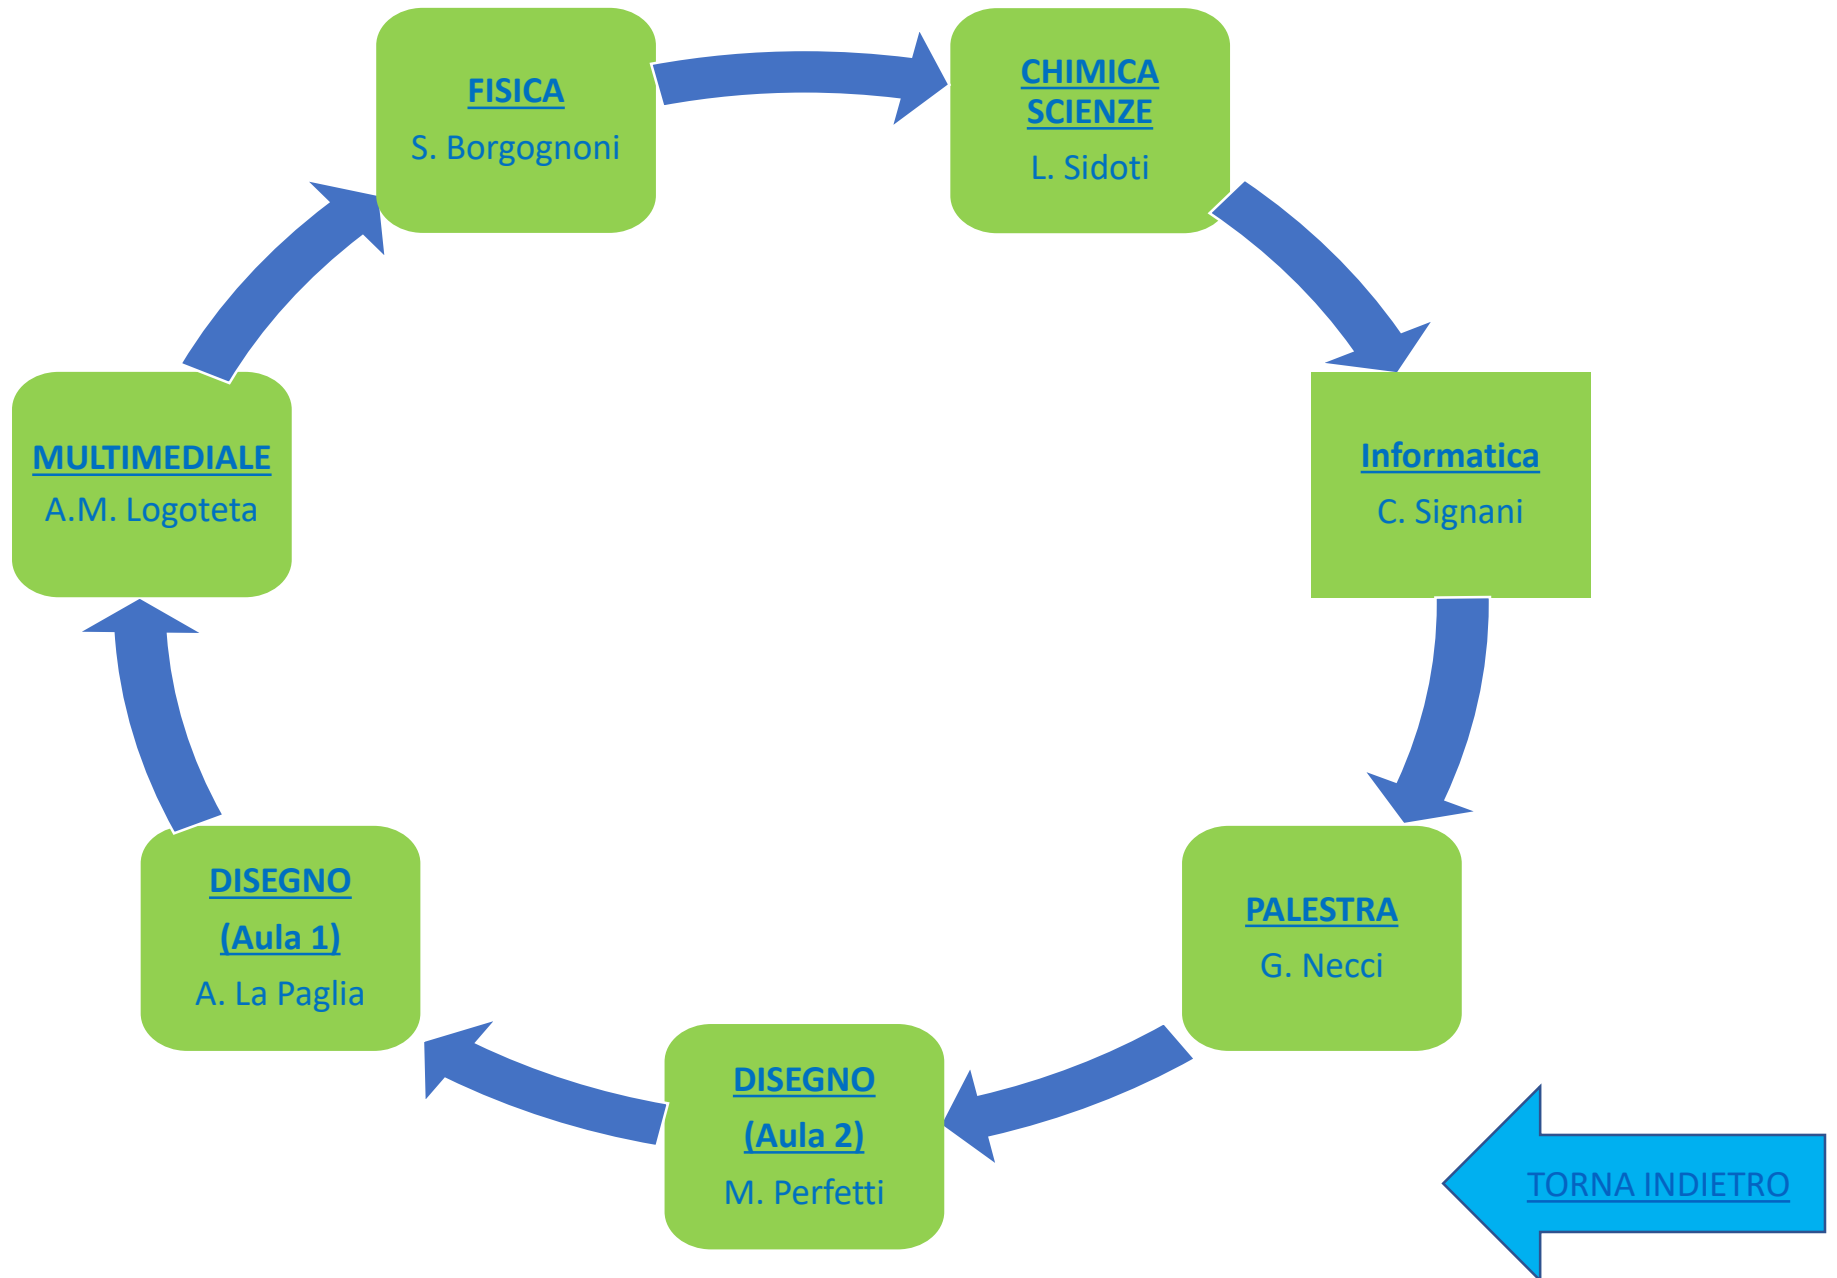 FISICA
S. Borgognoni
CHIMICA
SCIENZE
L. Sidoti
Informatica
C. Signani
PALESTRA
G. Necci
DISEGNO
(Aula 2)
M. Perfetti
DISEGNO
(Aula 1)
A. La Paglia
MULTIMEDIALE
A.M. Logoteta
TORNA INDIETRO